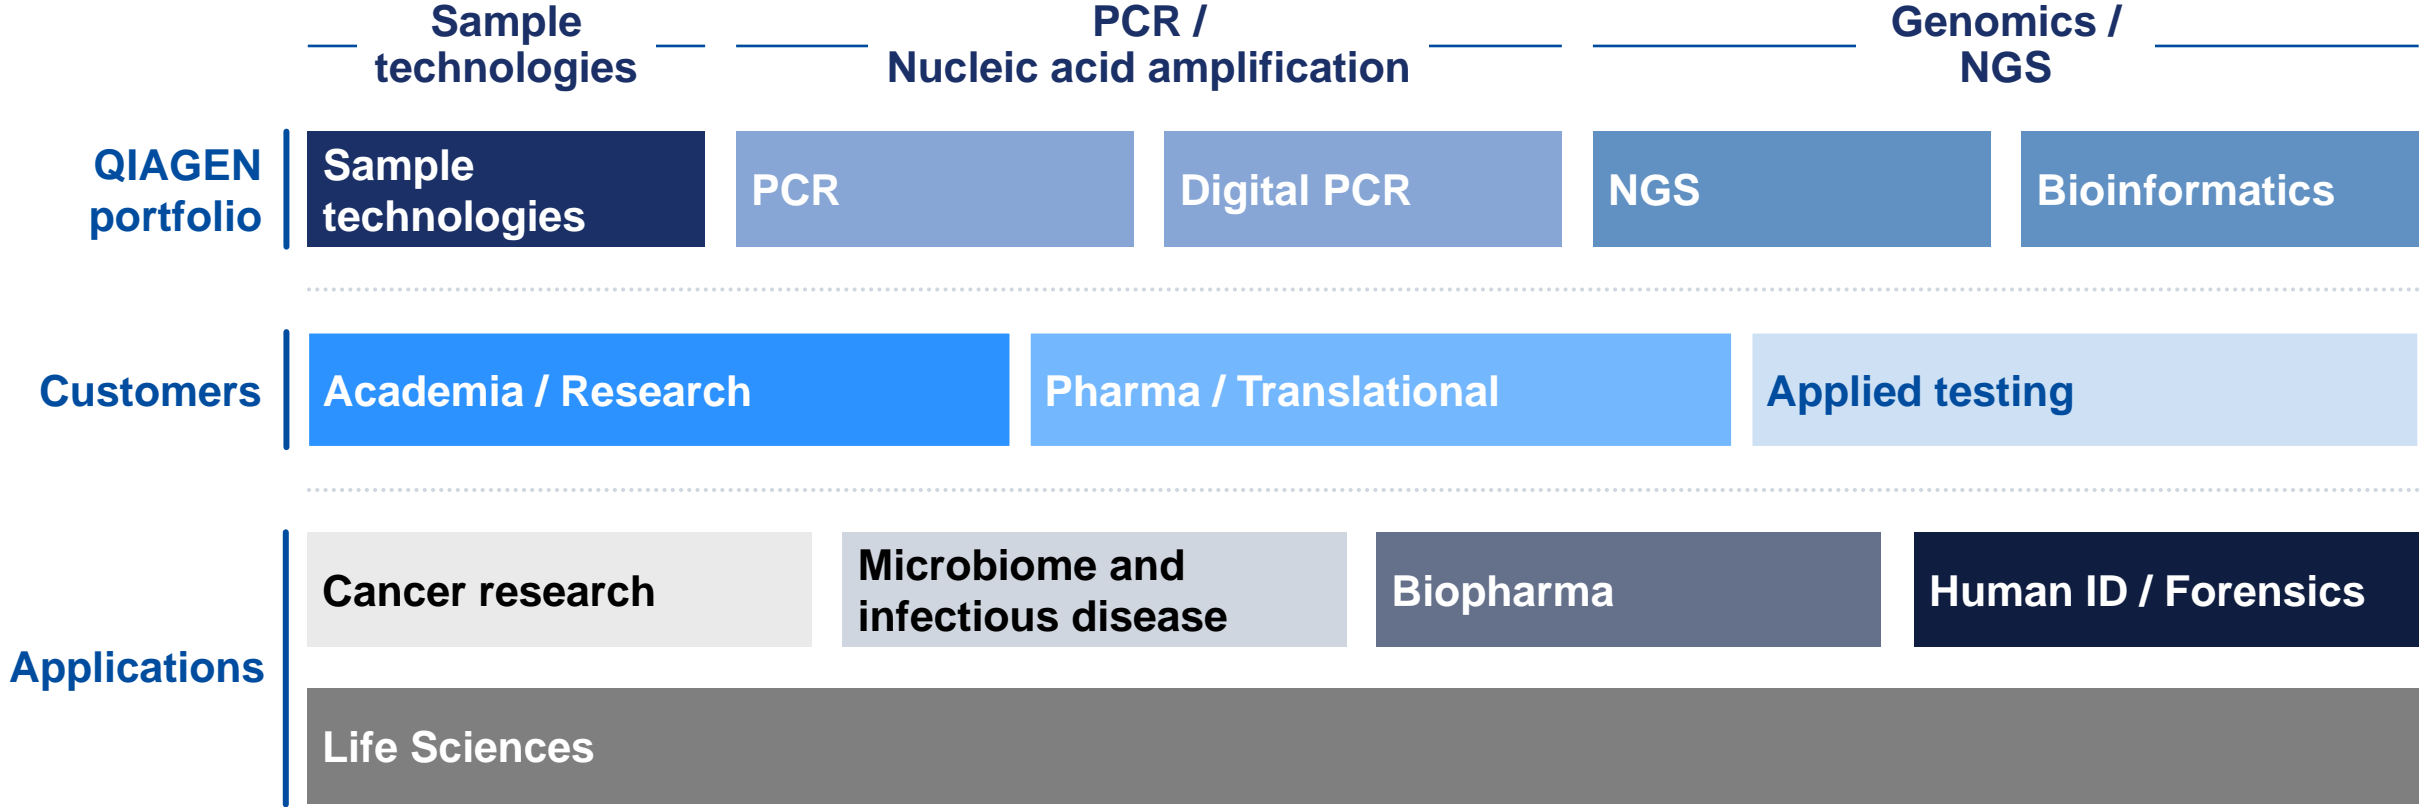 Sample
technologies
PCR /
Nucleic acid amplification
Genomics /
NGS
QIAGEN
portfolio
Sample
technologies
PCR
Digital PCR
NGS
Bioinformatics
Customers
Academia / Research
Pharma / Translational
Applied testing
Applications
Cancer research
Microbiome and
infectious disease
Biopharma
Human ID / Forensics
Life Sciences